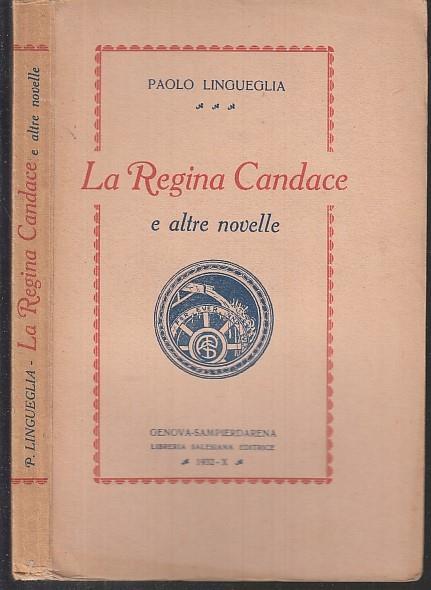 P. LINGUEGLIA - La Regina Candace e altre novelle
PAOLO LINGUEGLIA
La Regina Candace
e altre novelle
GENOVA-SAMPIERDARENA
LIBRERIA SALESIANA EDITRICE
1932-X